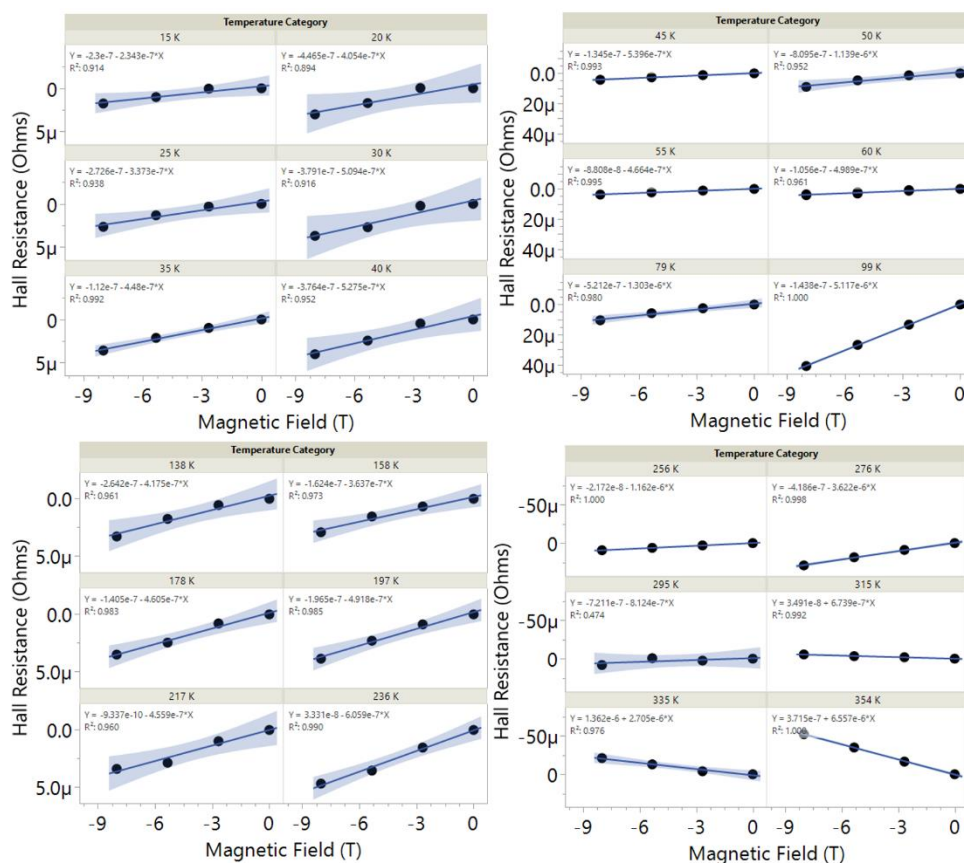 Temperature Category
15 K 20 K
Y = -2.3e-7 - 2.343e-7*X
R²: 0.914
Y = -4.465e-7 - 4.054e-7*X
R²: 0.894
0
5μ
25 K 30 K
Y = -2.726e-7 - 3.373e-7*X
R²: 0.938
Y = -3.791e-7 - 5.094e-7*X
R²: 0.916
0
5μ
35 K 40 K
Y = -1.12e-7 - 4.48e-7*X
R²: 0.992
Y = -3.764e-7 - 5.275e-7*X
R²: 0.952
0
5μ
Hall Resistance (Ohms)
-9 -6 -3 0 -9 -6 -3 0
Magnetic Field (T)
Temperature Category
45 K 50 K
Y = -1.345e-7 - 5.396e-7*X
R²: 0.993
Y = -8.095e-7 - 1.139e-6*X
R²: 0.952
0.0
20μ
40μ
55 K 60 K
Y = -8.808e-8 - 4.664e-7*X
R²: 0.995
Y = -1.056e-7 - 4.989e-7*X
R²: 0.961
0.0
20μ
40μ
79 K 99 K
Y = -5.212e-7 - 1.303e-6*X
R²: 0.980
Y = -1.438e-7 - 5.117e-6*X
R²: 1.000
0.0
20μ
40μ
Hall Resistance (Ohms)
-9 -6 -3 0 -9 -6 -3 0
Magnetic Field (T)
Temperature Category
138 K 158 K
Y = -2.642e-7 - 4.175e-7*X
R²: 0.961
Y = -1.624e-7 - 3.637e-7*X
R²: 0.973
0.0
5.0μ
178 K 197 K
Y = -1.405e-7 - 4.605e-7*X
R²: 0.983
Y = -1.965e-7 - 4.918e-7*X
R²: 0.985
0.0
5.0μ
217 K 236 K
Y = -9.337e-10 - 4.559e-7*X
R²: 0.960
Y = 3.331e-8 - 6.059e-7*X
R²: 0.990
0.0
5.0μ
Hall Resistance (Ohms)
-9 -6 -3 0 -9 -6 -3 0
Magnetic Field (T)
Temperature Category
256 K 276 K
Y = -2.172e-8 - 1.162e-6*X
R²: 1.000
Y = -4.186e-7 - 3.622e-6*X
R²: 0.998
-50μ
0
295 K 315 K
Y = -7.211e-7 - 8.124e-7*X
R²: 0.474
Y = 3.491e-8 + 6.739e-7*X
R²: 0.992
-50μ
0
335 K 354 K
Y = 1.362e-6 + 2.705e-6*X
R²: 0.976
Y = 3.715e-7 + 6.557e-6*X
R²: 1.000
-50μ
0
Hall Resistance (Ohms)
-9 -6 -3 0 -9 -6 -3 0
Magnetic Field (T)